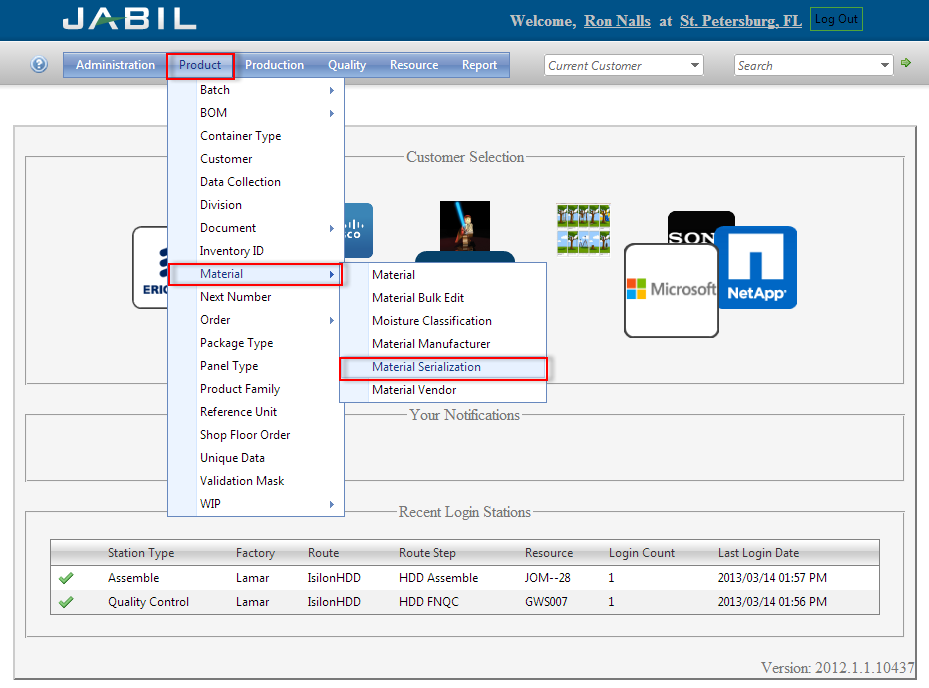 JABIL
Welcome, Ron Nalls at St. Petersburg, FL Log Out
? Administration Product Production Quality Resource Report Current Customer Search
Batch
BOM
Container Type
Customer
Data Collection
Division
Document
Inventory ID
Material
Next Number
Order
Package Type
Panel Type
Product Family
Reference Unit
Shop Floor Order
Unique Data
Validation Mask
WIP
Material
Material Bulk Edit
Moisture Classification
Material Manufacturer
Material Serialization
Material Vendor
Customer Selection
SONY
Microsoft
NetApp
Your Notifications
Recent Login Stations
Station Type Factory Route Route Step Resource Login Count Last Login Date
Assemble Lamar IsilonHDD HDD Assemble JOM--28 1 2013/03/14 01:57 PM
Quality Control Lamar IsilonHDD HDD FNQC GWS007 1 2013/03/14 01:56 PM
Version: 2012.1.1.10437